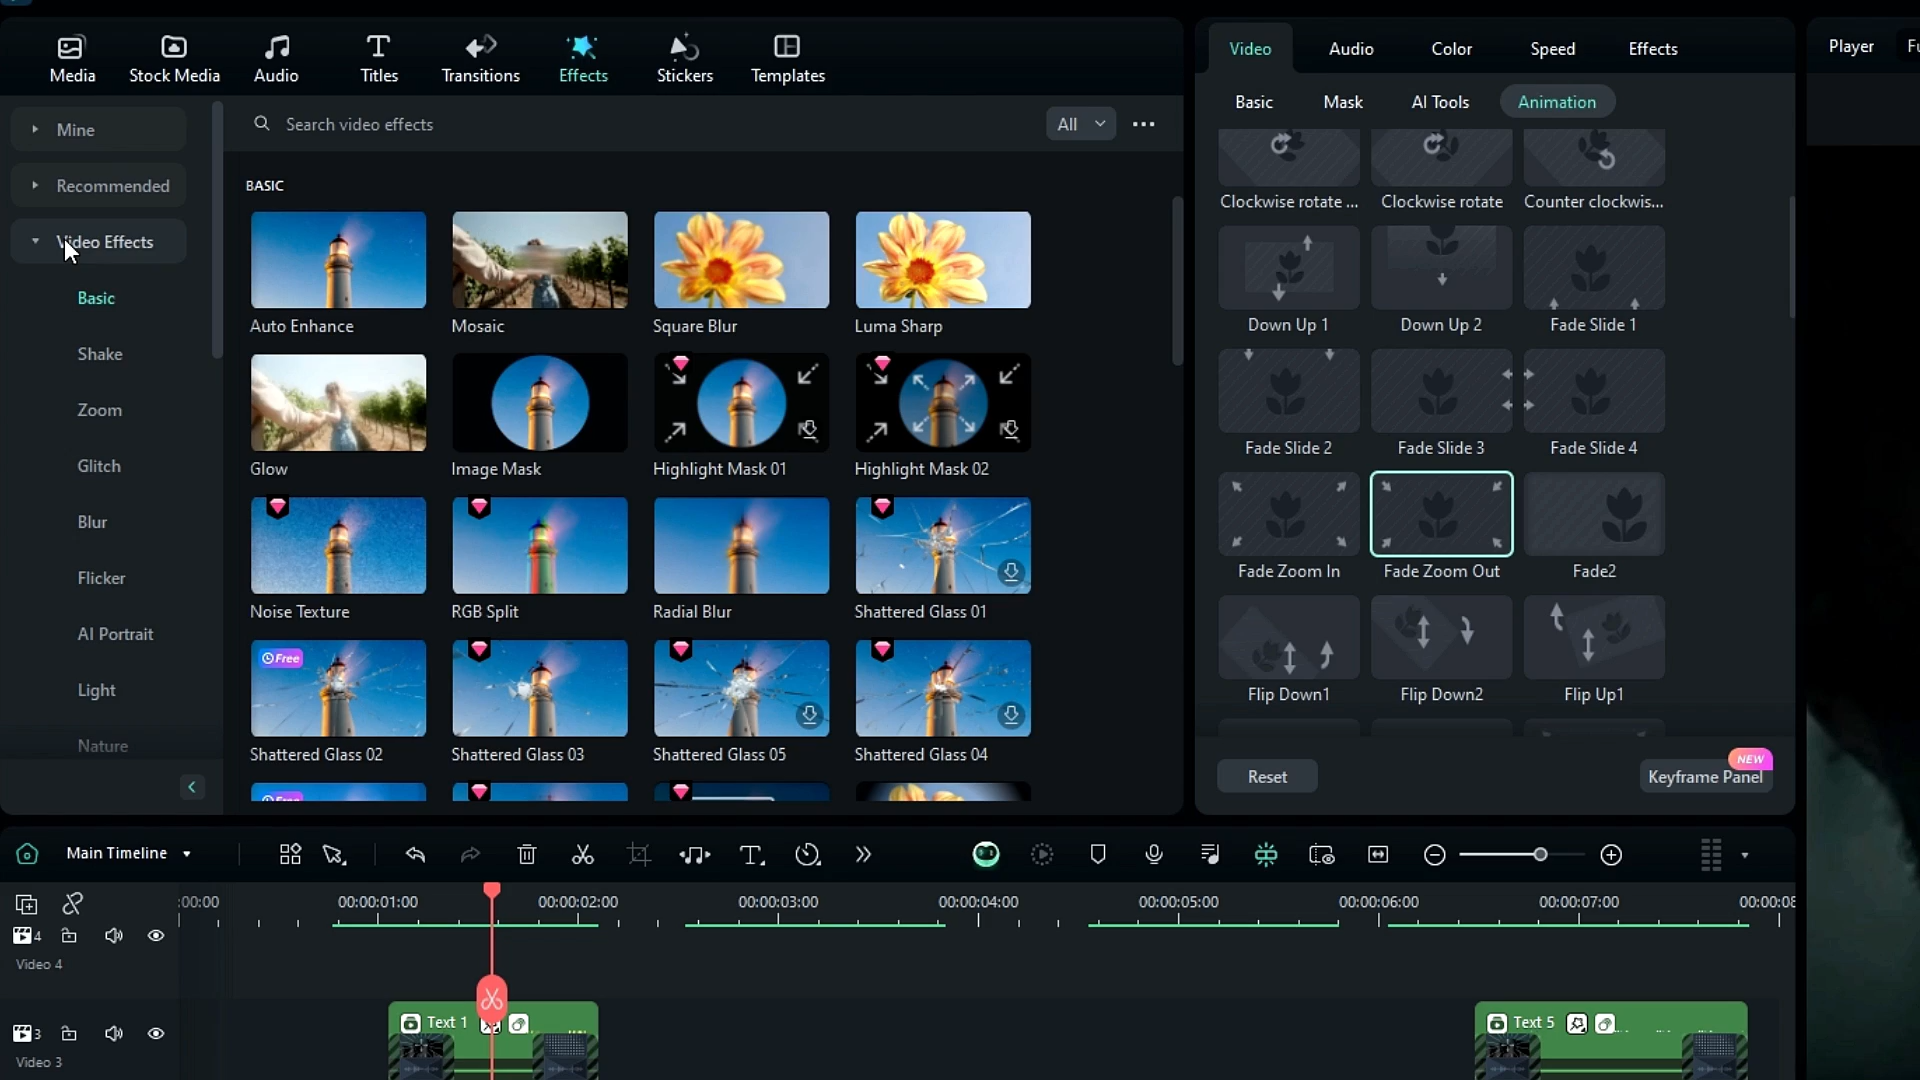 Media
Stock Media
Audio
Titles
Transitions
Effects
Stickers
Templates
Mine
Recommended
Video Effects
Basic
Shake
Zoom
Glitch
Blur
Flicker
AI Portrait
Light
Nature
Search video effects
All
BASIC
Auto Enhance
Mosaic
Square Blur
Luma Sharp
Glow
Image Mask
Highlight Mask 01
Highlight Mask 02
Noise Texture
RGB Split
Radial Blur
Shattered Glass 01
Free
Shattered Glass 02
Shattered Glass 03
Shattered Glass 05
Shattered Glass 04
Free
Video
Audio
Color
Speed
Effects
Basic
Mask
AI Tools
Animation
Clockwise rotate ...
Clockwise rotate
Counter clockwis...
Down Up 1
Down Up 2
Fade Slide 1
Fade Slide 2
Fade Slide 3
Fade Slide 4
Fade Zoom In
Fade Zoom Out
Fade2
Flip Down1
Flip Down2
Flip Up1
Reset
NEW
Keyframe Panel
Player
Main Timeline
:00:00
00:00:01:00
00:00:02:00
00:00:03:00
00:00:04:00
00:00:05:00
00:00:06:00
00:00:07:00
00:00:08
4
Video 4
3
Video 3
Text 1
Text 5